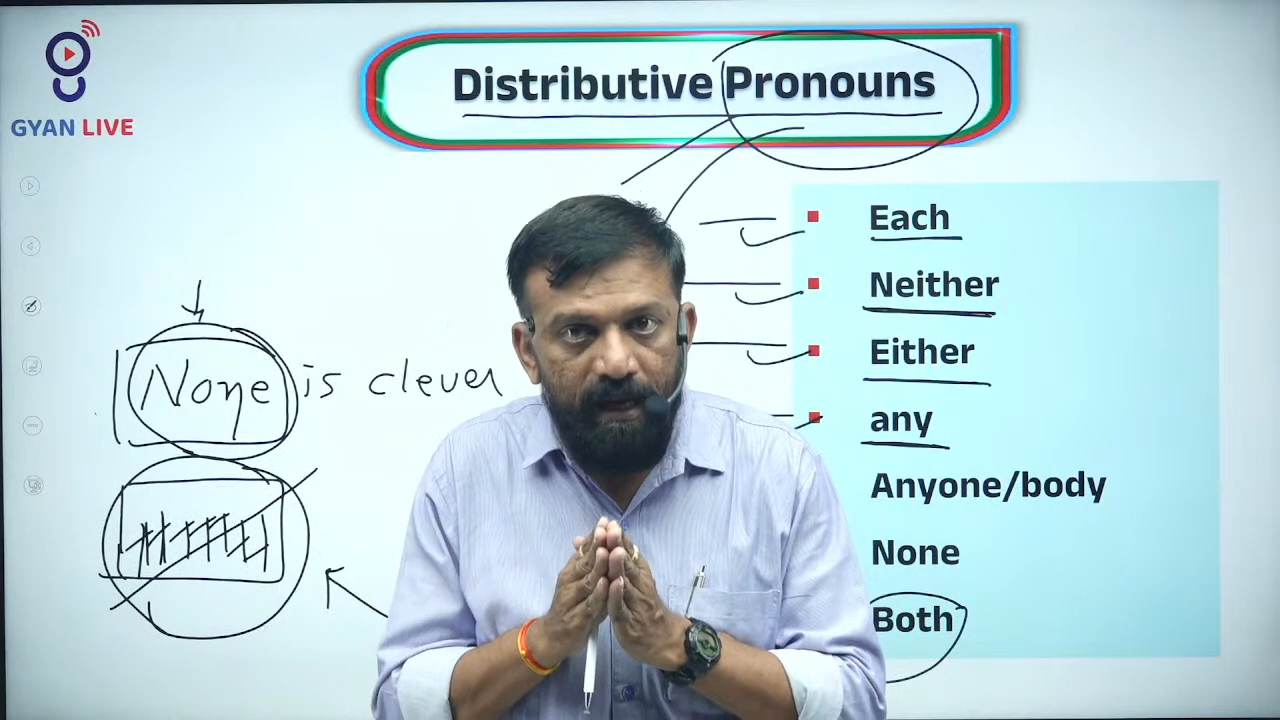 GYAN LIVE
Distributive Pronouns
Each
Neither
Either
any
Anyone/body
None
Both
None is clever